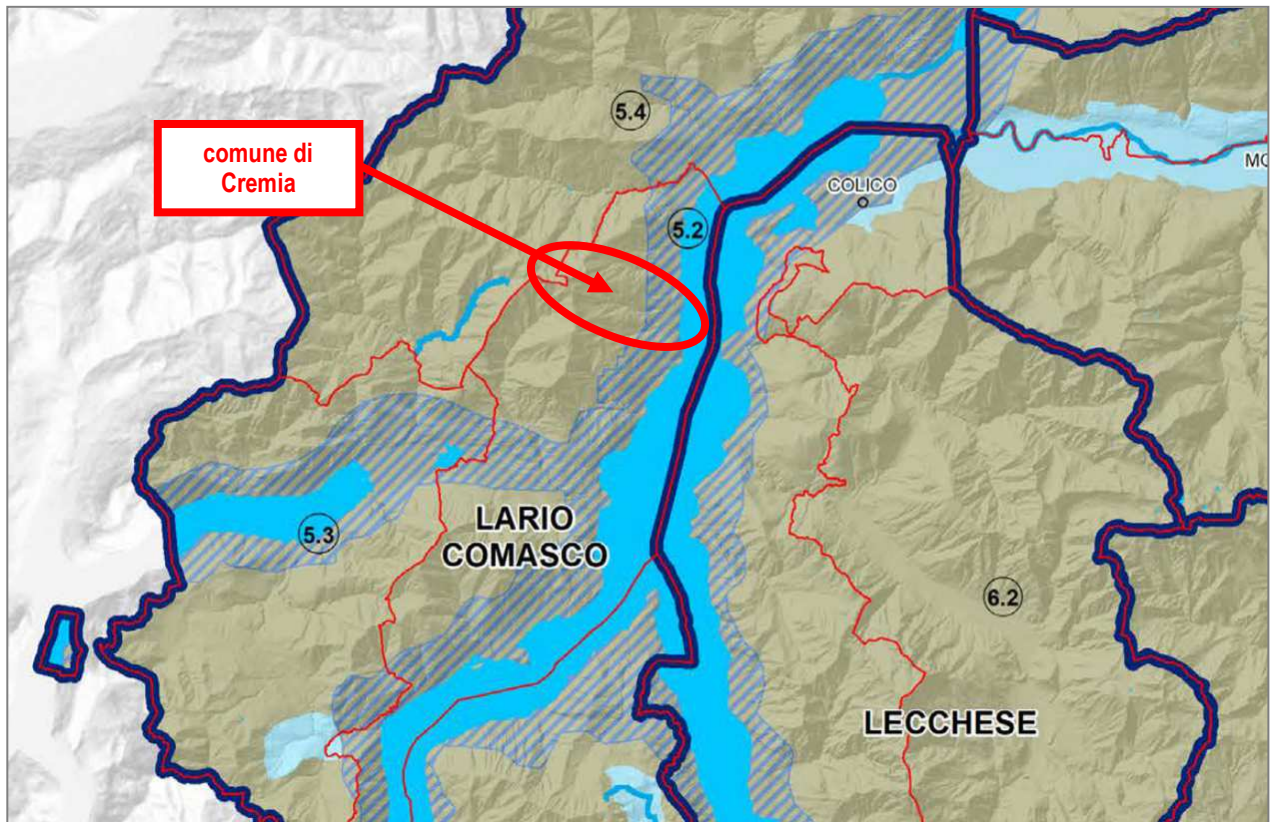 5.4
comune di
Cremia
MO
COLICO
5.2
LARIO
COMASCO
5.3
6.2
LECCHESE